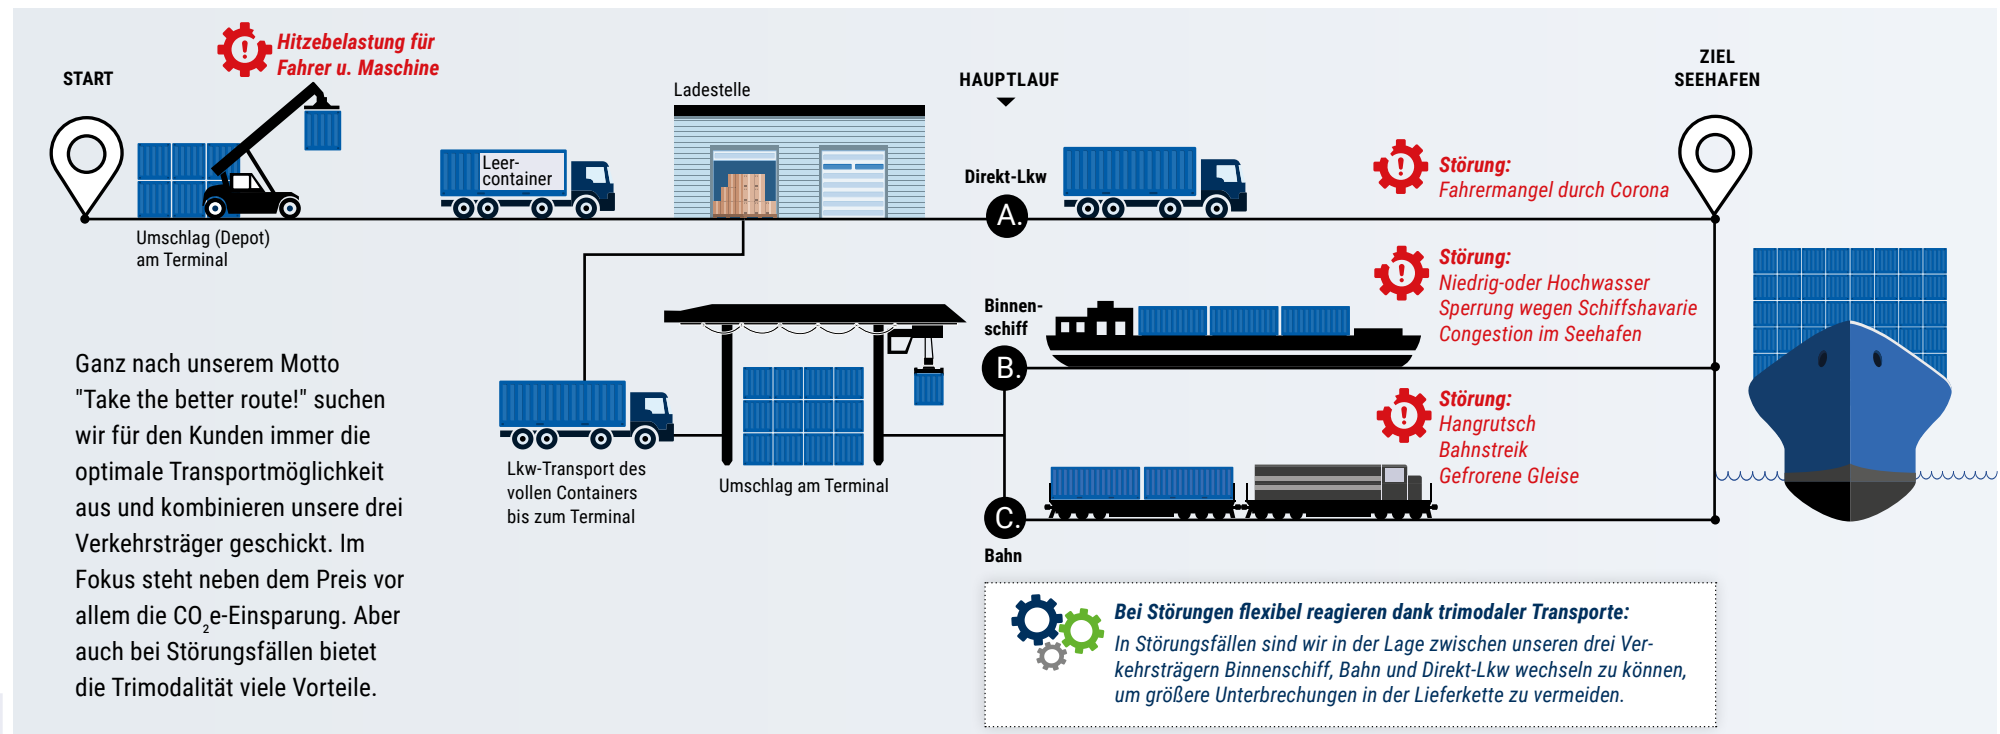 START
Hitzebelastung für
Fahrer u. Maschine
Umschlag (Depot)
am Terminal
Leer-
container
Ladestelle
HAUPTLAUF
ZIEL
SEEHAFEN
Direkt-Lkw
A.
Störung:
Fahrermangel durch Corona
Binnen-
schiff
B.
Störung:
Niedrig-oder Hochwasser
Sperrung wegen Schiffshavarie
Congestion im Seehafen
Störung:
Hangrutsch
Bahnstreik
Gefrorene Gleise
C.
Bahn
Lkw-Transport des
vollen Containers
bis zum Terminal
Umschlag am Terminal
Ganz nach unserem Motto
"Take the better route!" suchen
wir für den Kunden immer die
optimale Transportmöglichkeit
aus und kombinieren unsere drei
Verkehrsträger geschickt. Im
Fokus steht neben dem Preis vor
allem die CO₂e-Einsparung. Aber
auch bei Störungsfällen bietet
die Trimodalität viele Vorteile.
Bei Störungen flexibel reagieren dank trimodaler Transporte:
In Störungsfällen sind wir in der Lage zwischen unseren drei Ver-
kehrsträgern Binnenschiff, Bahn und Direkt-Lkw wechseln zu können,
um größere Unterbrechungen in der Lieferkette zu vermeiden.